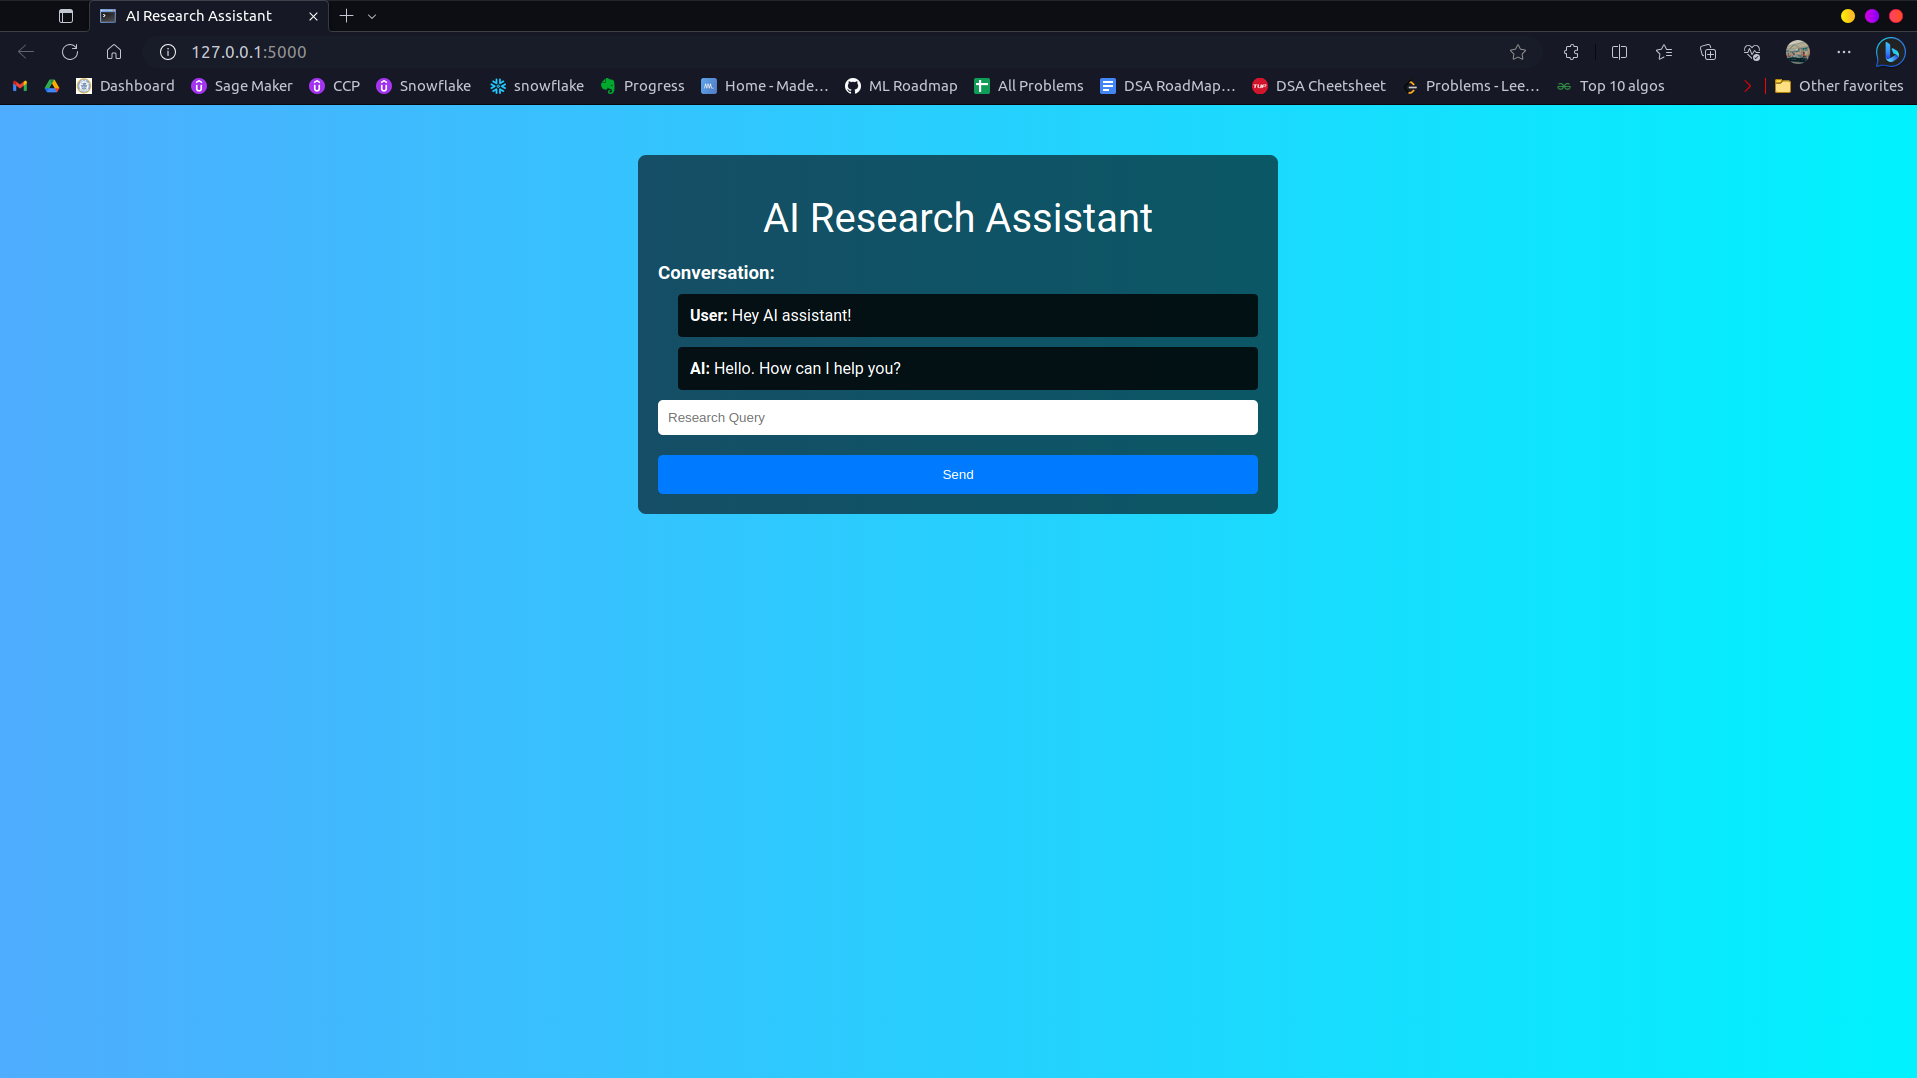 AI Research Assistant
127.0.0.1:5000
Dashboard Sage Maker CCP Snowflake snowflake Progress Home - Made... ML Roadmap All Problems DSA RoadMap... DSA Cheetsheet Problems - Lee... Top 10 algos Other favorites
AI Research Assistant
Conversation:
User: Hey AI assistant!
AI: Hello. How can I help you?
Research Query
Send